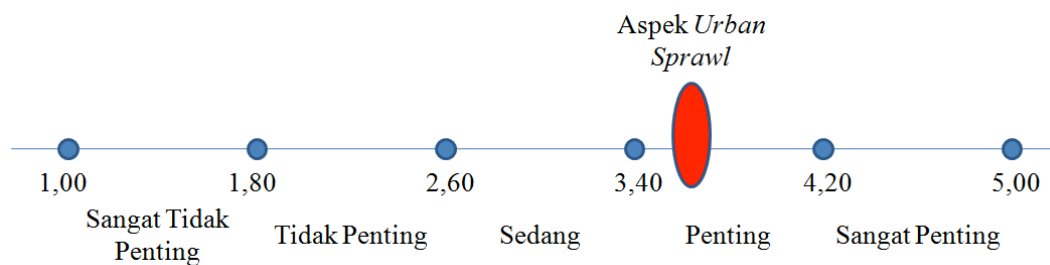 Aspek Urban
Sprawl
1,00 1,80 2,60 3,40 4,20 5,00
Sangat Tidak
Penting
Tidak Penting
Sedang
Penting
Sangat Penting